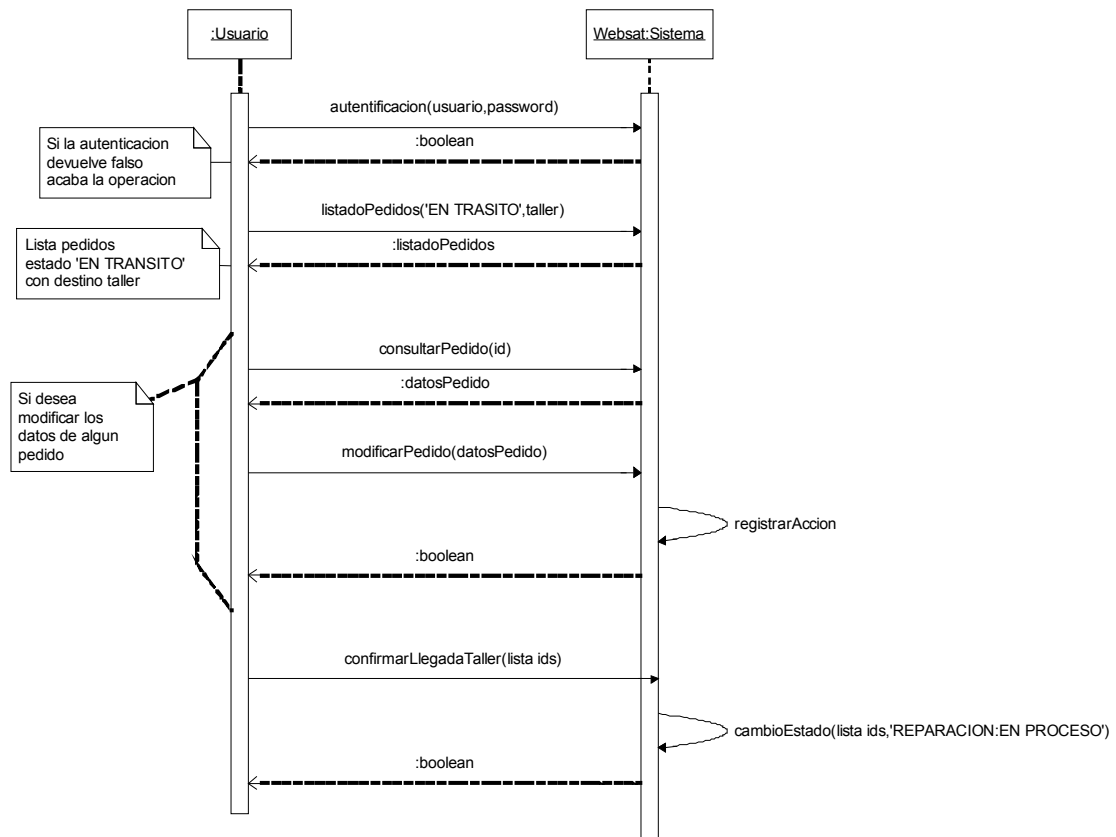 :Usuario
Websat:Sistema
autentificacion(usuario,password)
:boolean
Si la autenticacion
devuelve falso
acaba la operacion
listadoPedidos('EN TRASITO',taller)
:listadoPedidos
Lista pedidos
estado 'EN TRANSITO'
con destino taller
consultarPedido(id)
:datosPedido
Si desea
modificar los
datos de algun
pedido
modificarPedido(datosPedido)
registrarAccion
:boolean
confirmarLlegadaTaller(lista ids)
cambioEstado(lista ids,'REPARACION:EN PROCESO')
:boolean